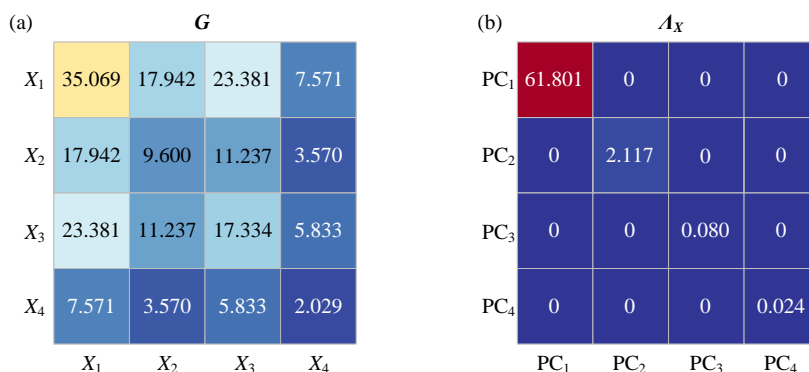 (a) G
X₁ 35.069 17.942 23.381 7.571
X₂ 17.942 9.600 11.237 3.570
X₃ 23.381 11.237 17.334 5.833
X₄ 7.571 3.570 5.833 2.029
X₁ X₂ X₃ X₄
(b) Λ_X
PC₁ 61.801 0 0 0
PC₂ 0 2.117 0 0
PC₃ 0 0 0.080 0
PC₄ 0 0 0 0.024
PC₁ PC₂ PC₃ PC₄